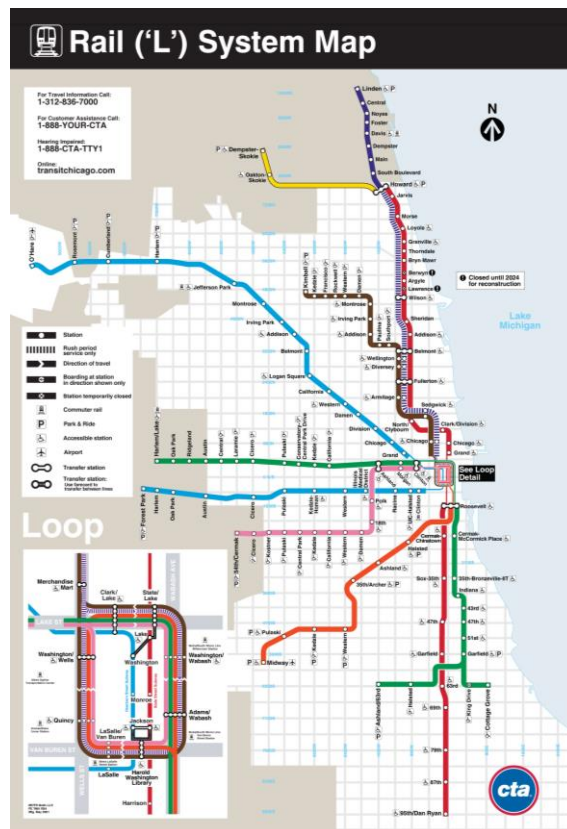 Rail (‘L’) System Map
For Travel Information Call:
1-312-836-7000
For Customer Assistance Call:
1-888-YOUR-CTA
Hearing Impaired:
1-888-CTA-TTY1
Online:
transitchicago.com
N
Linden
Central
Noyes
Foster
Davis
Dempster
Main
South Boulevard
Howard
Dempster-
Skokie
Oakton-
Skokie
Jarvis
Morse
Loyola
Granville
Thorndale
Bryn Mawr
Berwyn
Argyle
Lawrence
Wilson
Sheridan
Addison
Belmont
Fullerton
Closed until 2024
for reconstruction
Lake
Michigan
O'Hare
Rosemont
Cumberland
Harlem
Jefferson Park
Montrose
Irving Park
Addison
Belmont
Logan Square
California
Western
Damen
Division
Chicago
Grand
Kimball
Kedzie
Francisco
Rockwell
Western
Damen
Montrose
Irving Park
Addison
Paulina
Southport
Wellington
Diversey
Armitage
Sedgwick
Chicago
North/
Clybourn
Clark/Division
Chicago
Grand
Station
Rush period
service only
Direction of travel
Boarding at station
in direction shown only
Station temporarily closed
Commuter rail
Park & Ride
Accessible station
Airport
Transfer station
Transfer station:
Harlem/Lake
Oak Park
Ridgeland
Austin
Central
Laramie
Cicero
Pulaski
Conservatory-
Central Park Drive
Kedzie
California
Ashland
Morgan
Clinton
See Loop
Detail
Forest Park
Harlem
Oak Park
Austin
Cicero
Pulaski
Kedzie-
Homan
Western
Illinois
Medical
District
Racine
UIC-Halsted
Clinton
Polk
18th
54th/Cermak
Cicero
Kostner
Pulaski
Central Park
Kedzie
California
Western
Damen
Roosevelt
Cermak-
Chinatown
Cermak-
McCormick Place
Halsted
Ashland
35th/Archer
Western
Kedzie
Pulaski
Midway
Sox-35th
35th-Bronzeville-IIT
Indiana
43rd
47th
47th
51st
Garfield
Garfield
63rd
Ashland/63rd
Halsted
King Drive
Cottage Grove
69th
79th
87th
95th/Dan Ryan
cta
Loop
Merchandise
Mart
Clark/
Lake
State/
Lake
WABASH AVE
LAKE ST
Lake
Washington/
Wells
Washington
Washington/
Wabash
Monroe
Adams/
Wabash
Quincy
Jackson
LaSalle/
Van Buren
VAN BUREN ST
WELLS ST
LaSalle
Harold
Washington
Library
Harrison